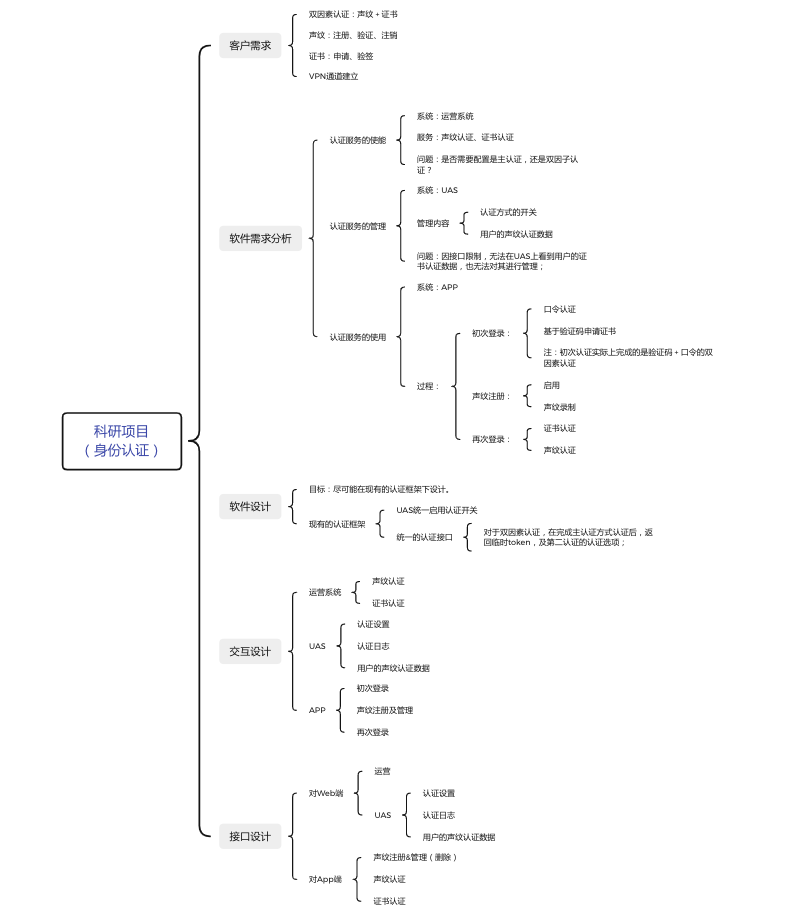 科研项目
（身份认证）
客户需求
双因素认证：声纹 + 证书
声纹：注册、验证、注销
证书：申请、验签
VPN通道建立
软件需求分析
认证服务的使能
系统：运营系统
服务：声纹认证、证书认证
问题：是否需要配置是主认证，还是双因子认
证？
认证服务的管理
系统：UAS
管理内容
认证方式的开关
用户的声纹认证数据
问题：因接口限制，无法在UAS上看到用户的证
书认证数据，也无法对其进行管理；
认证服务的使用
系统：APP
过程：
初次登录：
口令认证
基于验证码申请证书
注：初次认证实际上完成的是验证码 + 口令的双
因素认证
声纹注册：
启用
声纹录制
再次登录：
证书认证
声纹认证
软件设计
目标：尽可能在现有的认证框架下设计。
现有的认证框架
UAS统一启用认证开关
统一的认证接口
对于双因素认证，在完成主认证方式认证后，返
回临时token，及第二认证的认证选项；
交互设计
运营系统
声纹认证
证书认证
UAS
认证设置
认证日志
用户的声纹认证数据
APP
初次登录
声纹注册及管理
再次登录
接口设计
对Web端
运营
UAS
认证设置
认证日志
用户的声纹认证数据
对App端
声纹注册&管理（删除）
声纹认证
证书认证